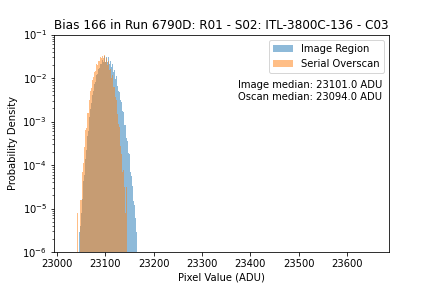 Bias 166 in Run 6790D: R01 - S02: ITL-3800C-136 - C03
Image Region
Serial Overscan
Image median: 23101.0 ADU
Oscan median: 23094.0 ADU
Probability Density
10⁻¹
10⁻²
10⁻³
10⁻⁴
10⁻⁵
10⁻⁶
23000 23100 23200 23300 23400 23500 23600
Pixel Value (ADU)